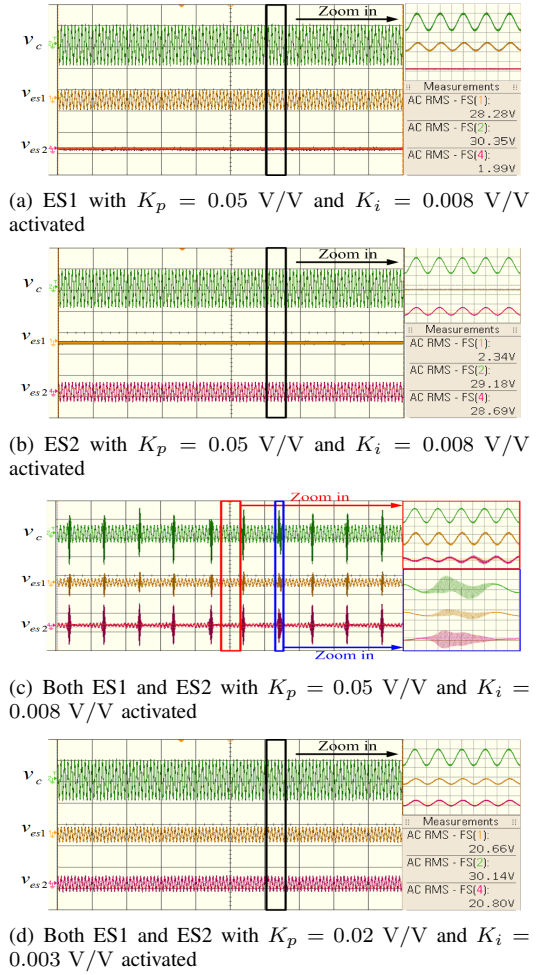 Zoom in
v_c
v_es1
v_es2
Measurements
AC RMS - FS(1):
28.28V
AC RMS - FS(2):
30.35V
AC RMS - FS(4):
1.99V
(a) ES1 with K_p = 0.05 V/V and K_i = 0.008 V/V
activated
Zoom in
v_c
v_es1
v_es2
Measurements
AC RMS - FS(1):
2.34V
AC RMS - FS(2):
29.18V
AC RMS - FS(4):
28.69V
(b) ES2 with K_p = 0.05 V/V and K_i = 0.008 V/V
activated
Zoom in
v_c
v_es1
v_es2
Zoom in
(c) Both ES1 and ES2 with K_p = 0.05 V/V and K_i =
0.008 V/V activated
Zoom in
v_c
v_es1
v_es2
Measurements
AC RMS - FS(1):
20.66V
AC RMS - FS(2):
30.14V
AC RMS - FS(4):
20.80V
(d) Both ES1 and ES2 with K_p = 0.02 V/V and K_i =
0.003 V/V activated